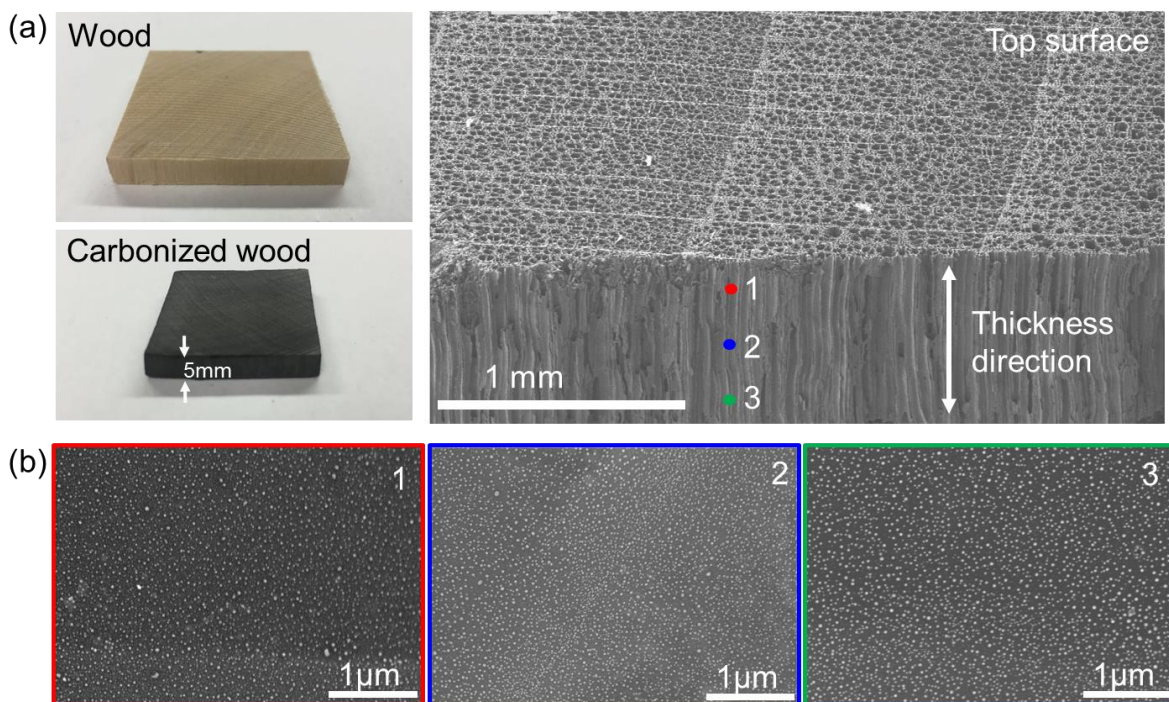 (a)
Wood
Carbonized wood
5mm
Top surface
1
2
3
Thickness
direction
1 mm
(b)
1
1μm
2
1μm
3
1μm